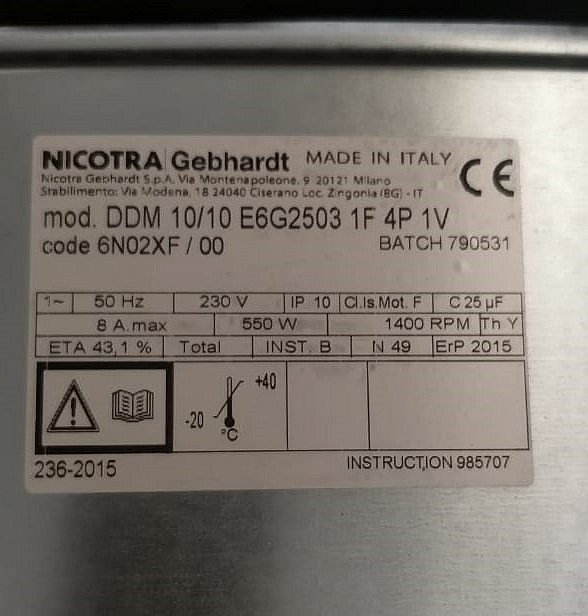 NICOTRA Gebhardt MADE IN ITALY CE
Nicotra Gebhardt S.p.A. Via Montenapoleone, 9 20121 Milano
Stabilimento: Via Modena, 18 24040 Ciserano Loc. Zingonia (BG) - IT
mod. DDM 10/10 E6G2503 1F 4P 1V
code 6N02XF / 00 BATCH 790531
1~ 50 Hz 230 V IP 10 Cl.Is.Mot. F C 25 µF
8 A.max 550 W 1400 RPM Th Y
ETA 43,1 % Total INST. B N 49 ErP 2015
-20 +40
°C
236-2015 INSTRUCTION 985707